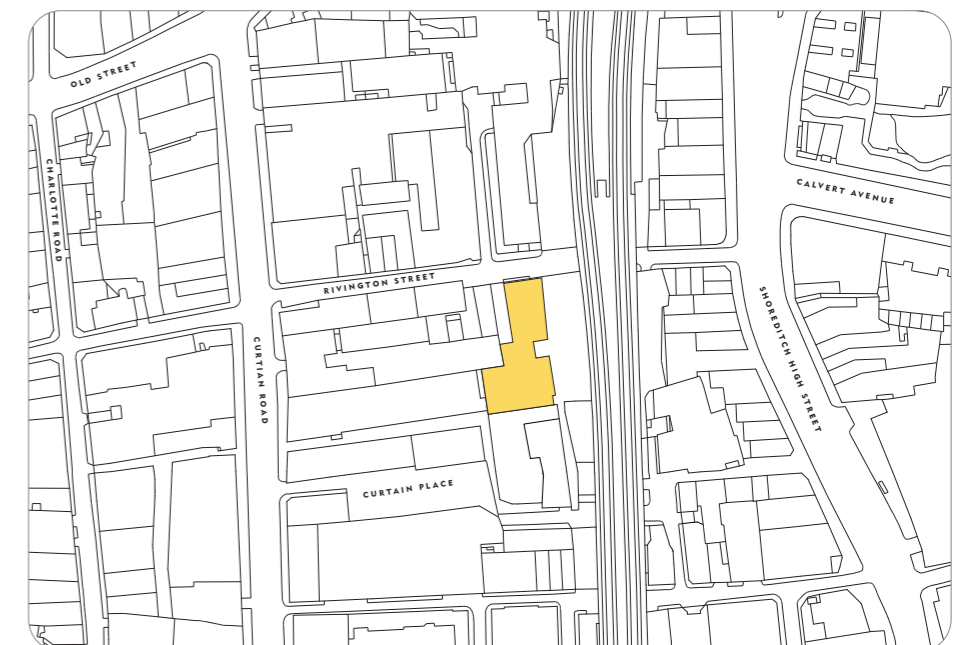 OLD STREET
CHARLOTTE ROAD
CALVERT AVENUE
RIVINGTON STREET
SHOREDITCH HIGH STREET
CURTIAN ROAD
CURTAIN PLACE